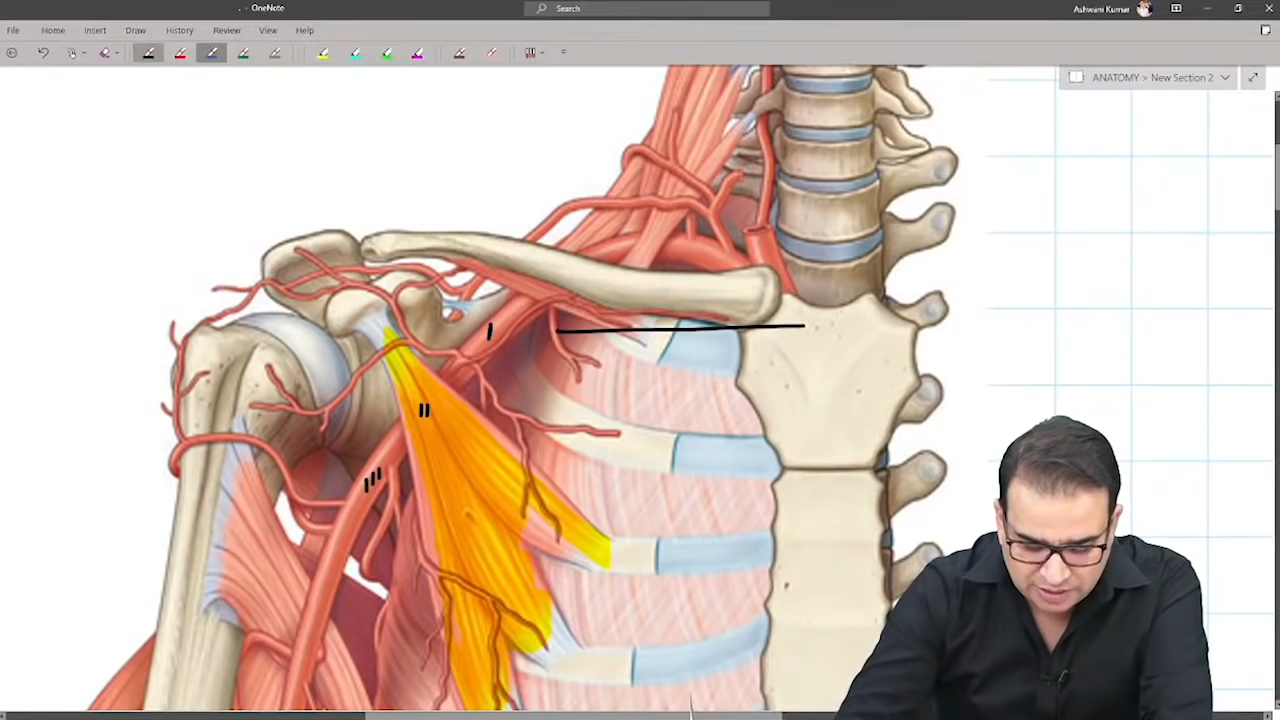 OneNote
Search
Ashwani Kumar
File Home Insert Draw History Review View Help
ANATOMY > New Section 2
I
II
III